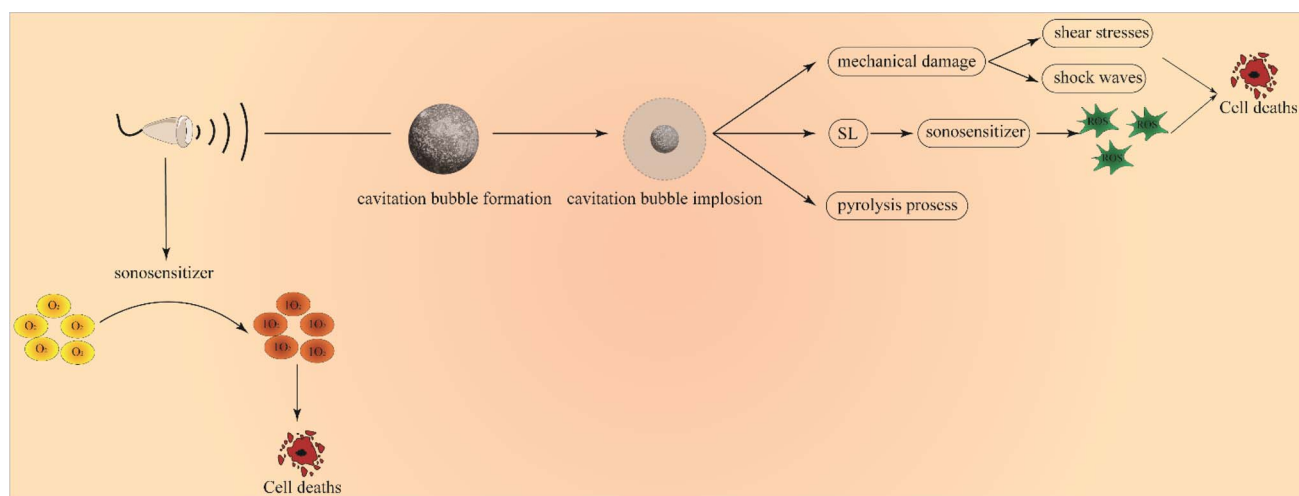 shear stresses
mechanical damage
shock waves
Cell deaths
SL
sonosensitizer
ROS
ROS
ROS
cavitation bubble formation
cavitation bubble implosion
pyrolysis prosess
sonosensitizer
O₂
O₂
O₂
O₂
O₂
1O₂
1O₂
1O₂
1O₂
1O₂
Cell deaths